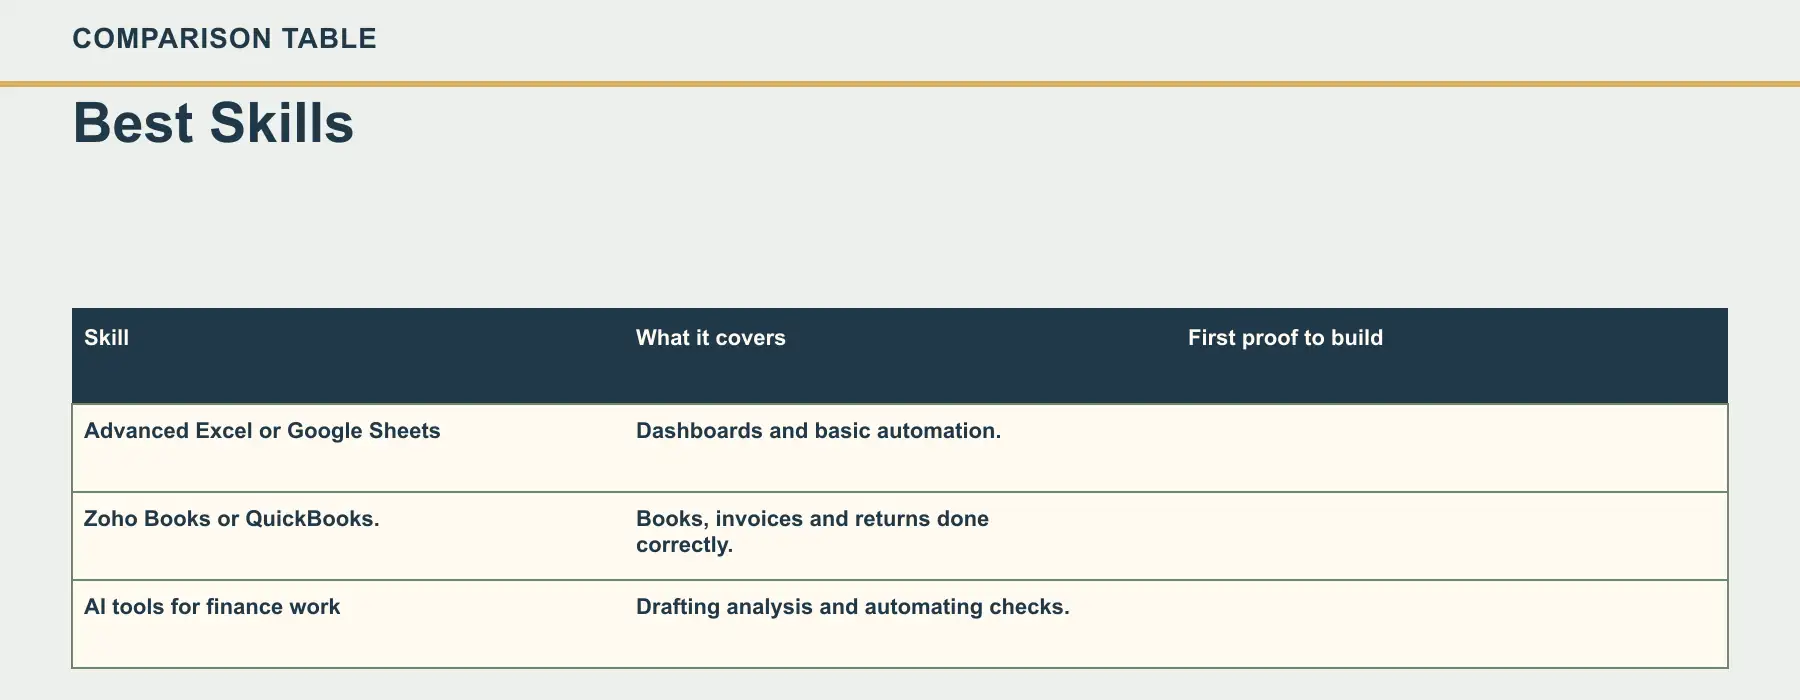 COMPARISON TABLE
Best Skills
Skill What it covers First proof to build
Advanced Excel or Google Sheets Dashboards and basic automation.
Zoho Books or QuickBooks. Books, invoices and returns done
correctly.
AI tools for finance work Drafting analysis and automating checks.